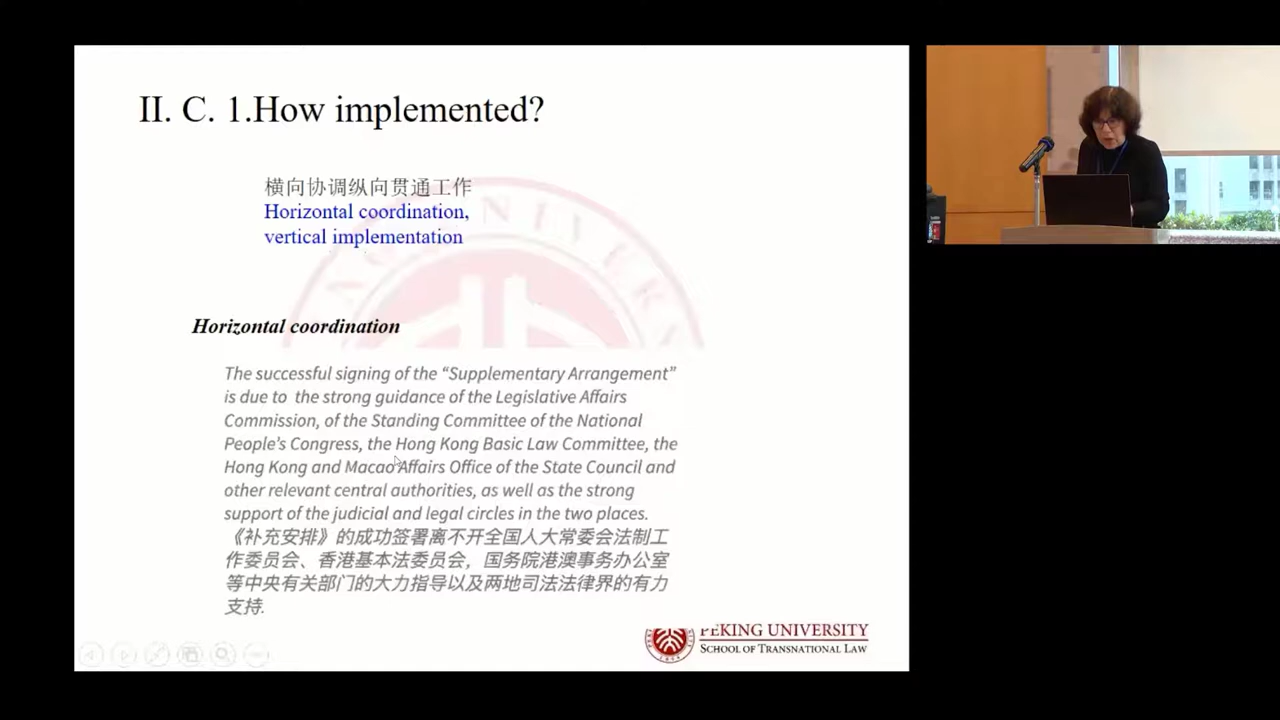 II. C. 1.How implemented?
横向协调纵向贯通工作
Horizontal coordination,
vertical implementation
Horizontal coordination
The successful signing of the “Supplementary Arrangement”
is due to the strong guidance of the Legislative Affairs
Commission, of the Standing Committee of the National
People’s Congress, the Hong Kong Basic Law Committee, the
Hong Kong and Macao Affairs Office of the State Council and
other relevant central authorities, as well as the strong
support of the judicial and legal circles in the two places.
《补充安排》的成功签署离不开全国人大常委会法制工
作委员会、香港基本法委员会，国务院港澳事务办公室
等中央有关部门的大力指导以及两地司法法律界的有力
支持.
PEKING UNIVERSITY
SCHOOL OF TRANSNATIONAL LAW